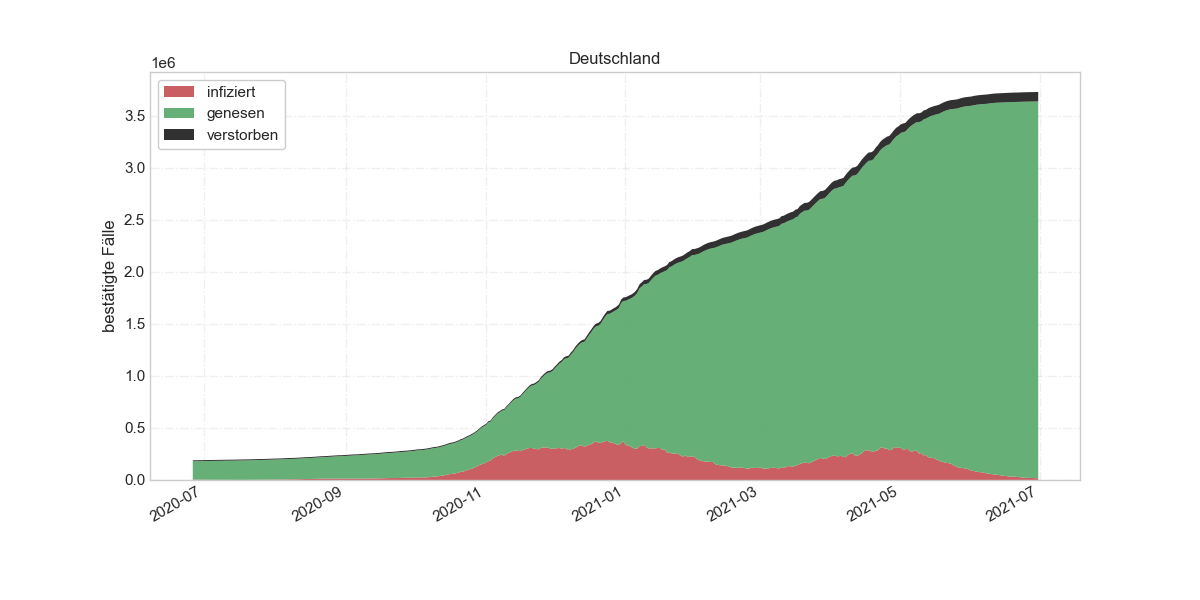 Deutschland
1e6
infiziert
genesen
verstorben
bestätigte Fälle
3.5
3.0
2.5
2.0
1.5
1.0
0.5
0.0
2020-07
2020-09
2020-11
2021-01
2021-03
2021-05
2021-07